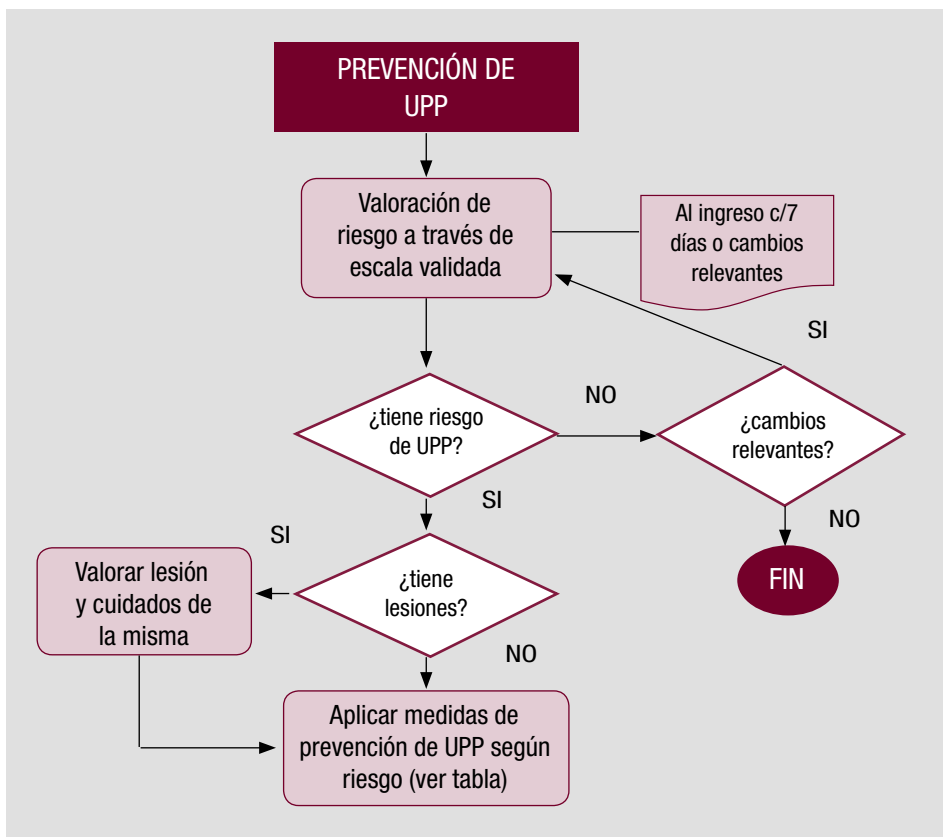 PREVENCIÓN DE
UPP
Valoración de
riesgo a través de
escala validada
Al ingreso c/7
días o cambios
relevantes
SI
¿tiene riesgo
de UPP?
NO
¿cambios
relevantes?
SI
NO
FIN
SI
¿tiene
lesiones?
Valorar lesión
y cuidados de
la misma
NO
Aplicar medidas de
prevención de UPP según
riesgo (ver tabla)